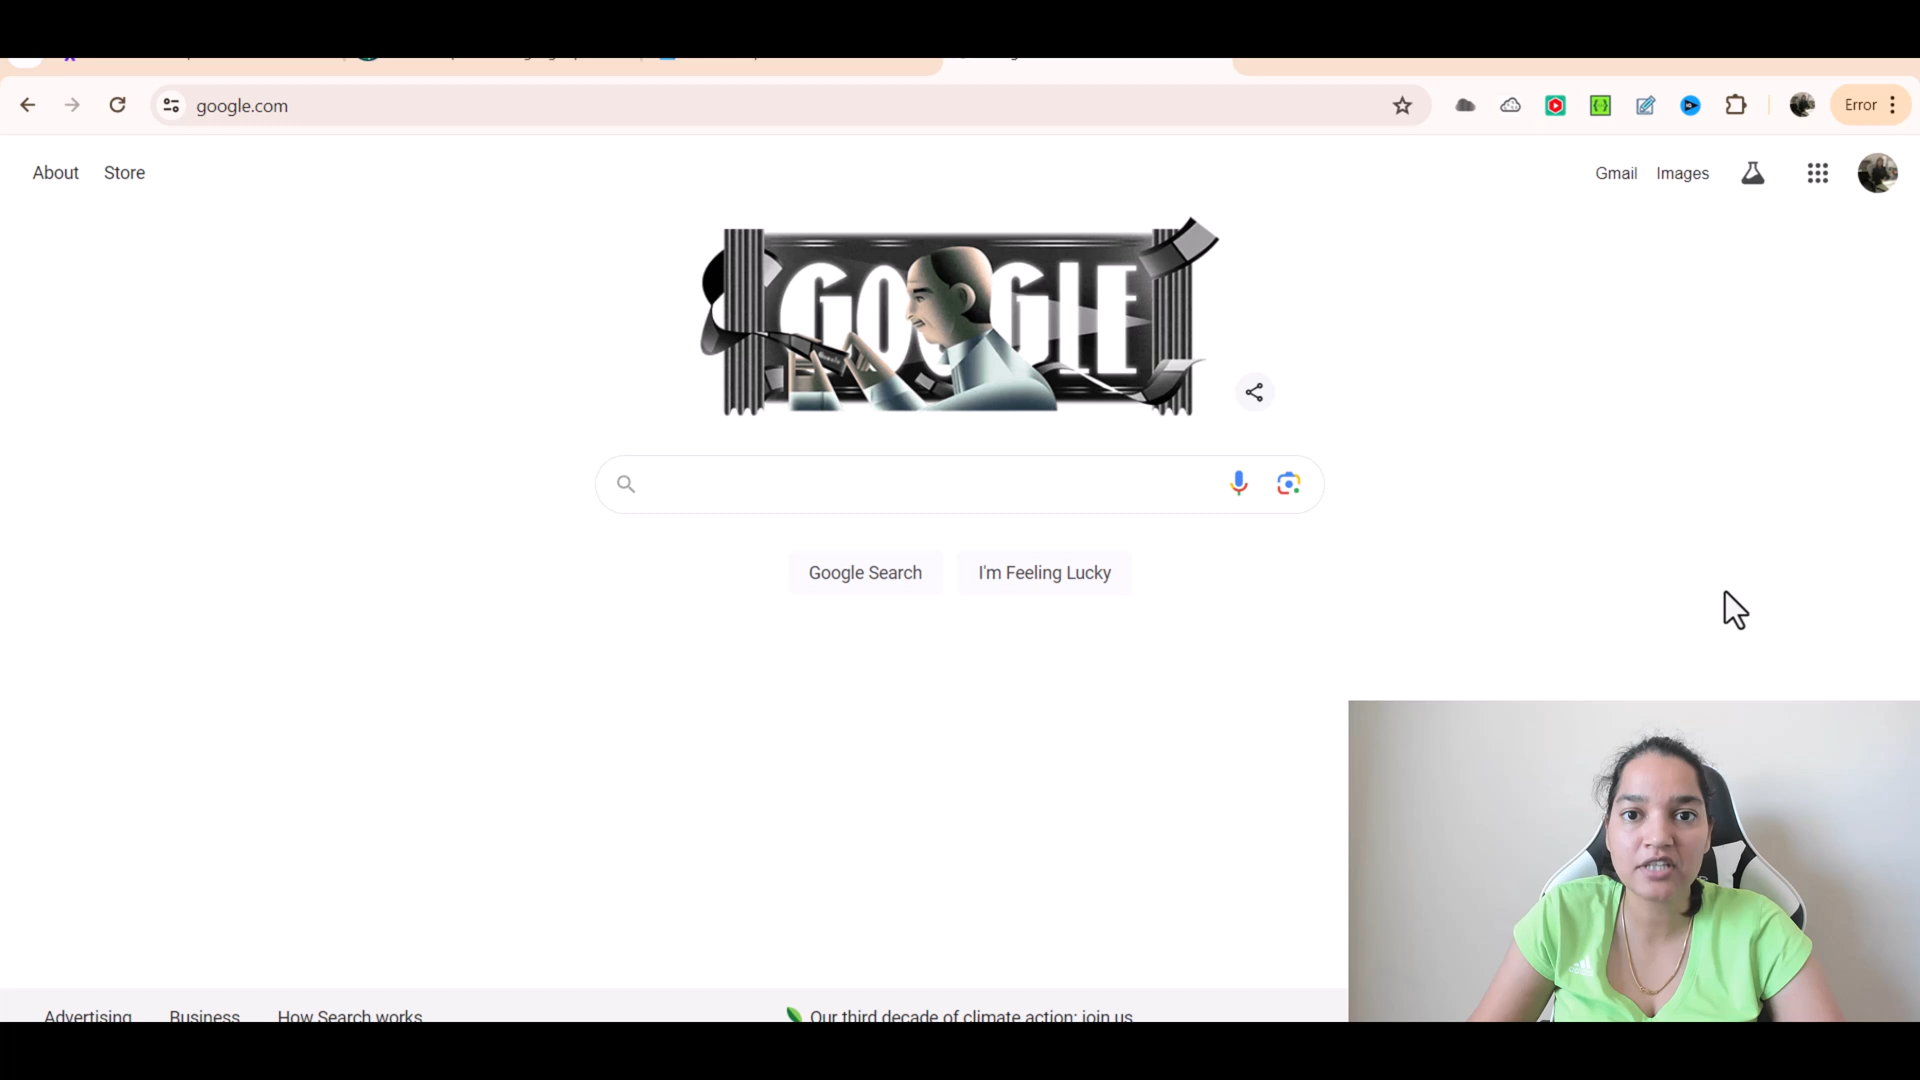 google.com
Error
About Store
Gmail Images
GOOGLE
Google Search I'm Feeling Lucky
adidas
Advertising Business How Search works
Our third decade of climate action: join us